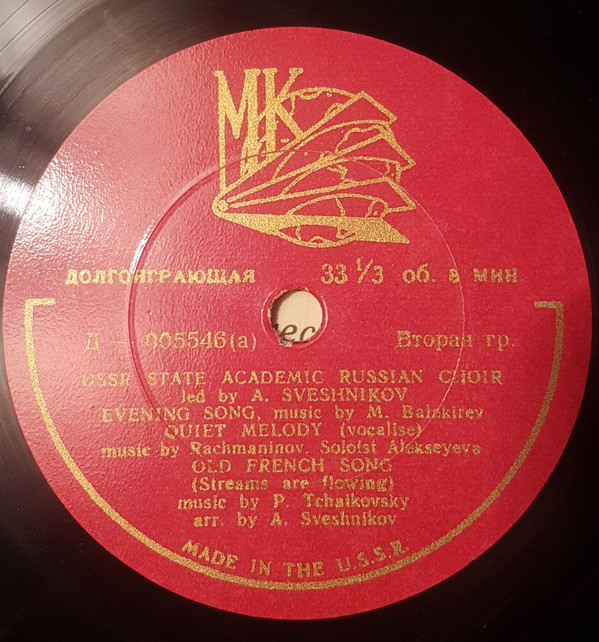 МК
ДОЛГОИГРАЮЩАЯ 33 1/3 об. в мин.
Д — 005546(a) Вторая гр.
USSR STATE ACADEMIC RUSSIAN CHOIR
led by A. SVESHNIKOV
EVENING SONG, music by M. Balakirev
QUIET MELODY (vocalise)
music by Rachmaninov. Soloist Alekseyeva
OLD FRENCH SONG
(Streams are flowing)
music by P. Tchaikovsky
arr. by A. Sveshnikov
MADE IN THE U.S.S.R.